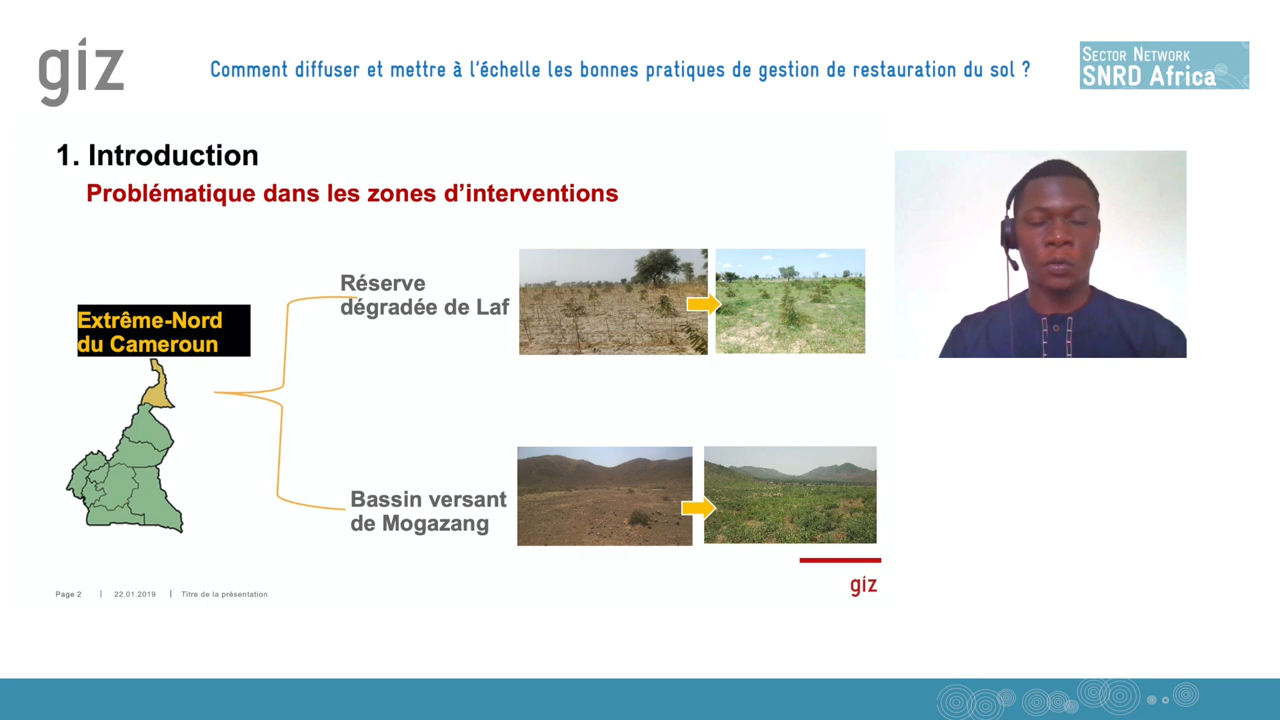 giz
Comment diffuser et mettre à l'échelle les bonnes pratiques de gestion de restauration du sol ?
SECTOR NETWORK
SNRD Africa
1. Introduction
Problématique dans les zones d'interventions
Réserve
dégradée de Laf
Extrême-Nord
du Cameroun
Bassin versant
de Mogazang
giz
Page 2 | 22.01.2019 | Titre de la présentation